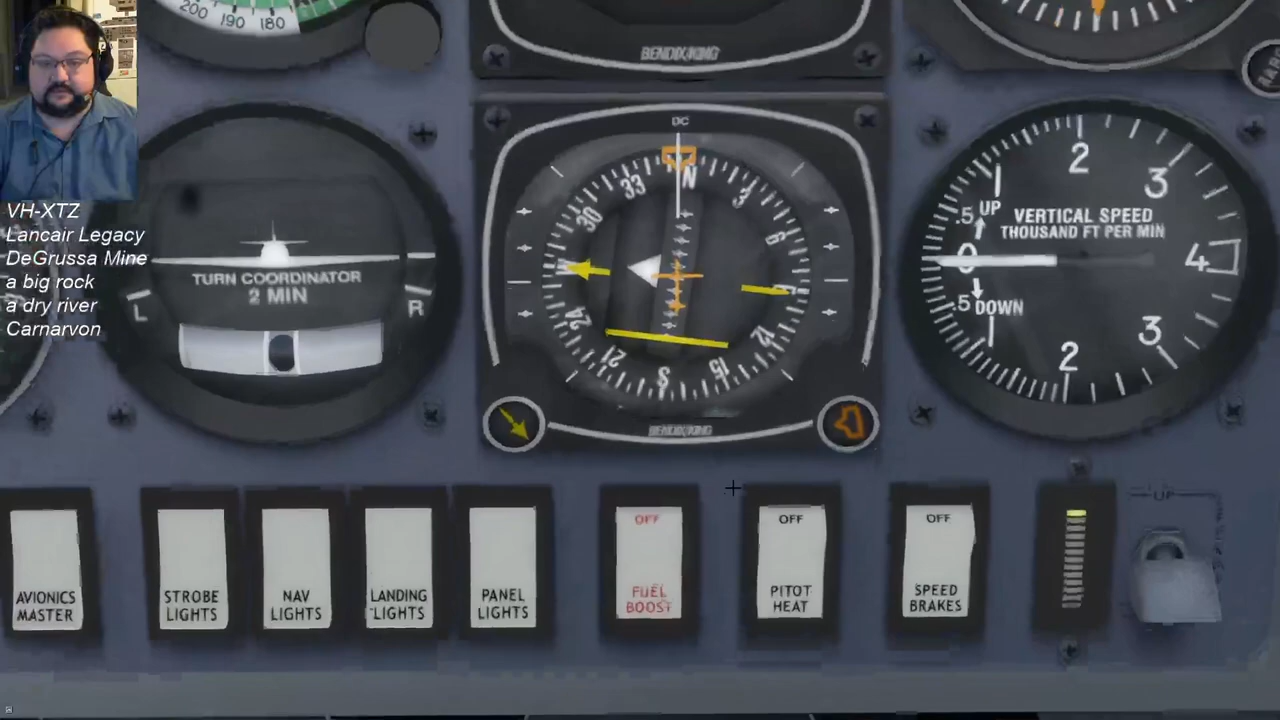 200 190 180
BENDIX/KING
VH-XTZ
Lancair Legacy
DeGrussa Mine
a big rock
a dry river
Carnarvon
TURN COORDINATOR
2 MIN
L R
DC
N 3 6 12 15 S 21 24 W 30 33
BENDIX/KING
2 3 4 3 2
.5 UP
VERTICAL SPEED
THOUSAND FT PER MIN
0
.5 DOWN
AVIONICS
MASTER
STROBE
LIGHTS
NAV
LIGHTS
LANDING
LIGHTS
PANEL
LIGHTS
OFF
FUEL
BOOST
OFF
PITOT
HEAT
OFF
SPEED
BRAKES
UP